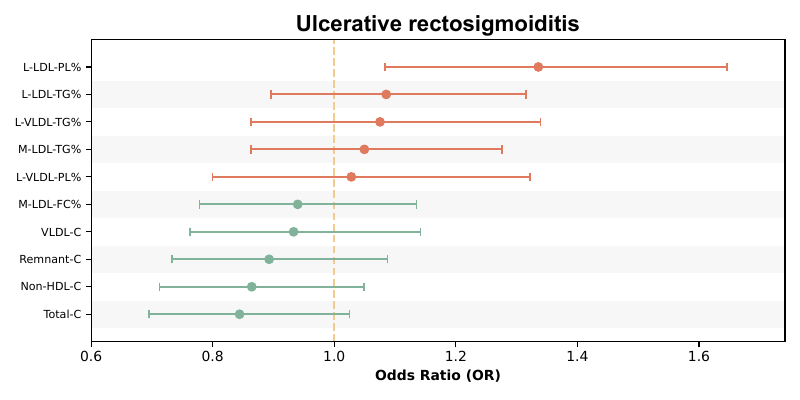 Ulcerative rectosigmoiditis
L-LDL-PL%
L-LDL-TG%
L-VLDL-TG%
M-LDL-TG%
L-VLDL-PL%
M-LDL-FC%
VLDL-C
Remnant-C
Non-HDL-C
Total-C
0.6 0.8 1.0 1.2 1.4 1.6
Odds Ratio (OR)